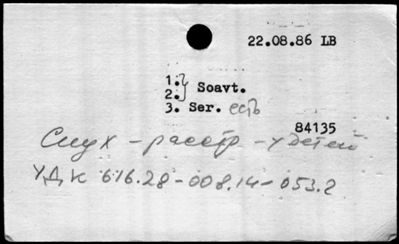 22.08.86 LB
1.
2. } Soavt.
3. Ser. есть
84135
Слух - расстр - у детей
УДК 616.28-008.14-053.2